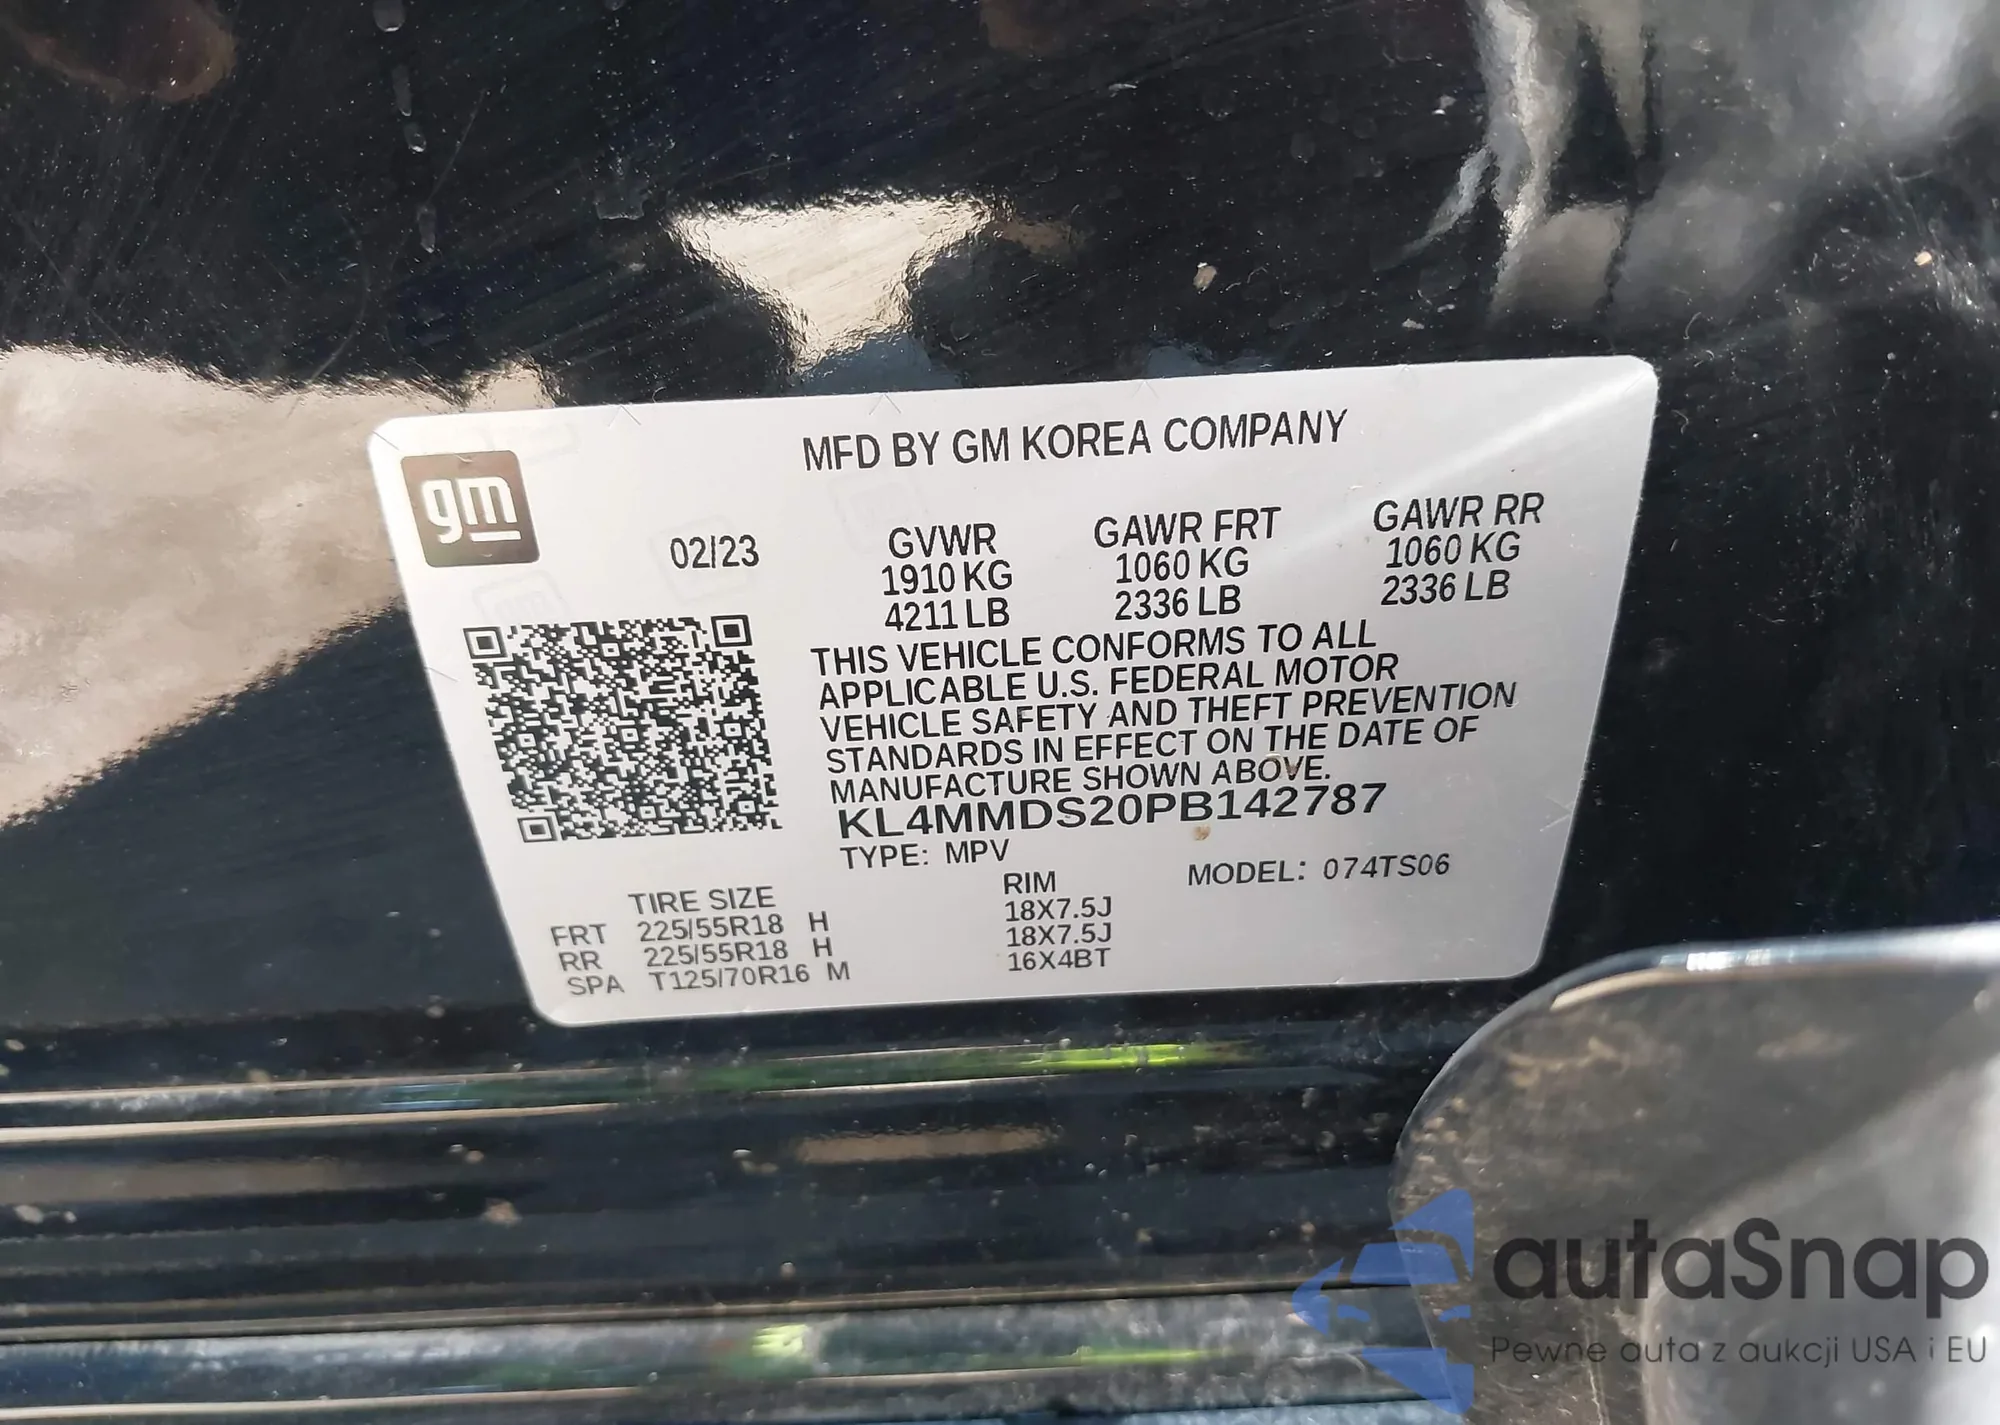 MFD BY GM KOREA COMPANY
gm
02/23 GVWR GAWR FRT GAWR RR
1910 KG 1060 KG 1060 KG
4211 LB 2336 LB 2336 LB
THIS VEHICLE CONFORMS TO ALL
APPLICABLE U.S. FEDERAL MOTOR
VEHICLE SAFETY AND THEFT PREVENTION
STANDARDS IN EFFECT ON THE DATE OF
MANUFACTURE SHOWN ABOVE.
KL4MMDS20PB142787
TYPE: MPV MODEL: 074TS06
TIRE SIZE RIM
FRT 225/55R18 H 18X7.5J
RR 225/55R18 H 18X7.5J
SPA T125/70R16 M 16X4BT
autaSnap
Pewne auta z aukcji USA i EU